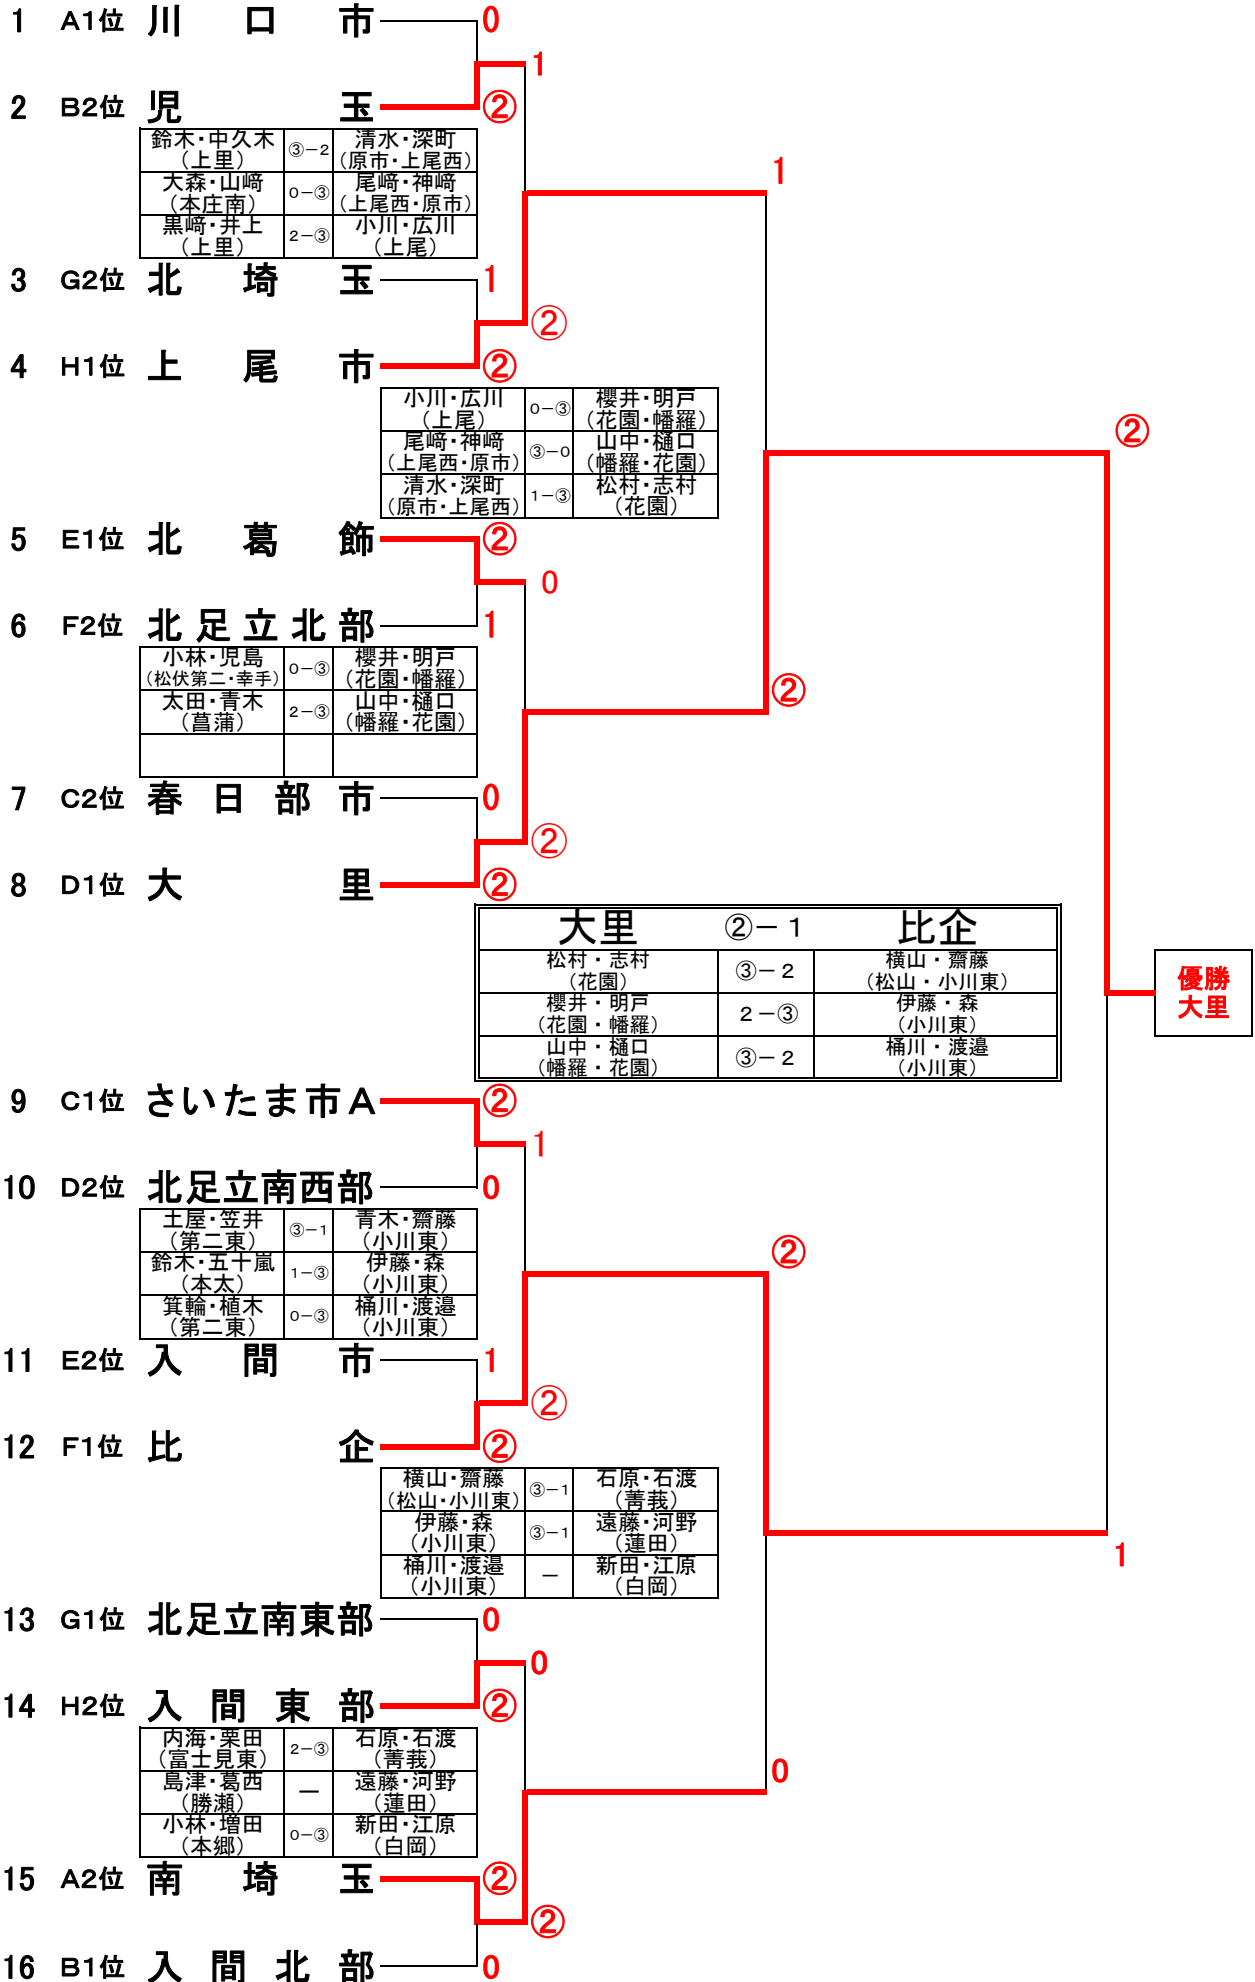 1 A1位 川口市 0
1
2 B2位 児玉 ②
鈴木・中久木 ③－2 清水・深町
（上里） （原市・上尾西）
1
大森・山﨑 0－③ 尾﨑・神﨑
（本庄南） （上尾西・原市）
黒﨑・井上 2－③ 小川・広川
（上里） （上尾）
3 G2位 北埼玉 1
②
4 H1位 上尾市 ②
小川・広川 0－③ 櫻井・明戸
（上尾） （花園・幡羅）
②
尾﨑・神﨑 ③－0 山中・樋口
（上尾西・原市） （幡羅・花園）
清水・深町 1－③ 松村・志村
（原市・上尾西） （花園）
5 E1位 北葛飾 ②
0
6 F2位 北足立北部 1
小林・児島 0－③ 櫻井・明戸
（松伏第二・幸手） （花園・幡羅）
②
太田・青木 2－③ 山中・樋口
（菖蒲） （幡羅・花園）
7 C2位 春日部市 0
②
8 D1位 大里 ②
大里 ②－1 比企
松村・志村 ③－2 横山・齋藤
（花園） （松山・小川東）
優勝
大里
櫻井・明戸 2－③ 伊藤・森
（花園・幡羅） （小川東）
山中・樋口 ③－2 桶川・渡邉
（幡羅・花園） （小川東）
9 C1位 さいたま市A ②
1
10 D2位 北足立南西部 0
土屋・笠井 ③－1 青木・齋藤
（第二東） （小川東）
②
鈴木・五十嵐 1－③ 伊藤・森
（本太） （小川東）
箕輪・植木 0－③ 桶川・渡邉
（第二東） （小川東）
11 E2位 入間市 1
②
12 F1位 比企 ②
横山・齋藤 ③－1 石原・石渡
（松山・小川東） （菁莪）
伊藤・森 ③－1 遠藤・河野
（小川東） （蓮田）
1
桶川・渡邉 － 新田・江原
（小川東） （白岡）
13 G1位 北足立南東部 0
0
14 H2位 入間東部 ②
内海・栗田 2－③ 石原・石渡
（富士見東） （菁莪）
0
島津・葛西 － 遠藤・河野
（勝瀬） （蓮田）
小林・増田 0－③ 新田・江原
（本郷） （白岡）
15 A2位 南埼玉 ②
②
16 B1位 入間北部 0